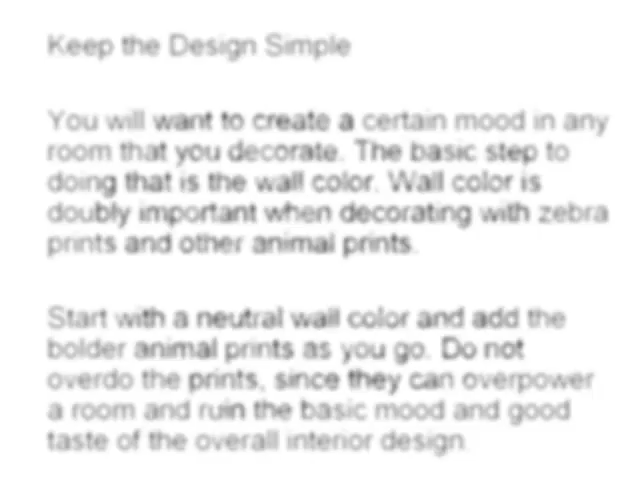 Keep the Design Simple
You will want to create a certain mood in any
room that you decorate. The basic step to
doing that is the wall color. Wall color is
doubly important when decorating with zebra
prints and other animal prints.
Start with a neutral wall color and add the
bolder animal prints as you go. Do not
overdo the prints, since they can overpower
a room and ruin the basic mood and good
taste of the overall interior design.